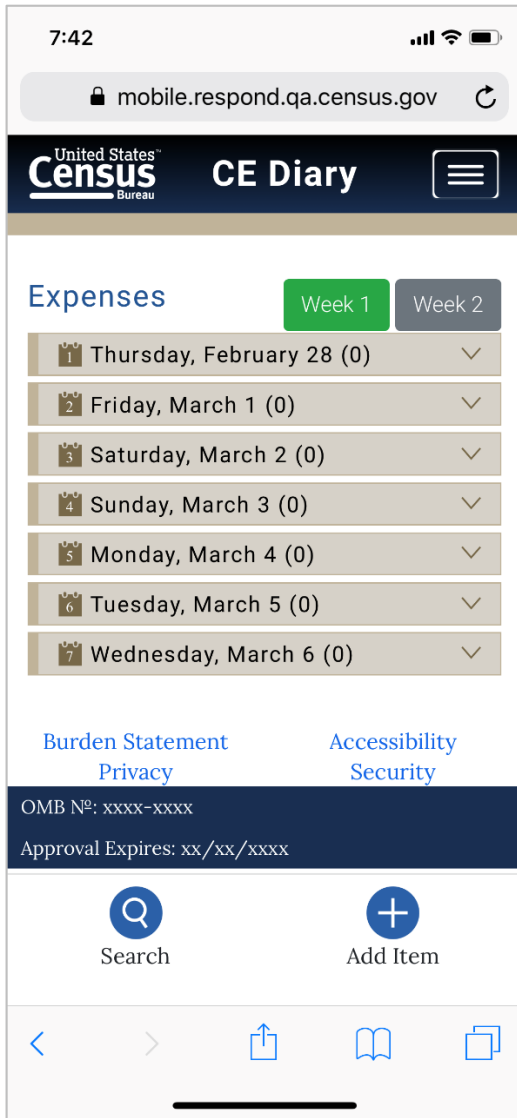 7:42
mobile.respond.qa.census.gov
United States™
Census
Bureau
CE Diary
Expenses
Week 1 Week 2
1 Thursday, February 28 (0)
2 Friday, March 1 (0)
3 Saturday, March 2 (0)
4 Sunday, March 3 (0)
5 Monday, March 4 (0)
6 Tuesday, March 5 (0)
7 Wednesday, March 6 (0)
Burden Statement Accessibility
Privacy Security
OMB №: xxxx-xxxx
Approval Expires: xx/xx/xxxx
Search Add Item